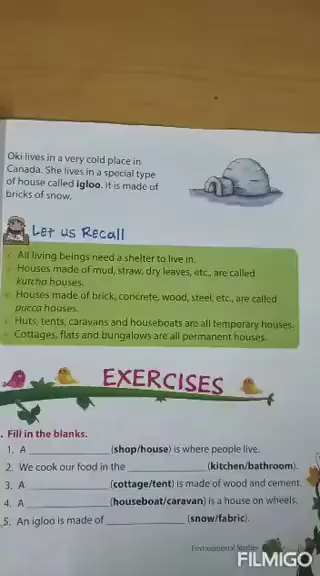 Oki lives in a very cold place in
Canada. She lives in a special type
of house called igloo. It is made of
bricks of snow.
Let us Recall
All living beings need a shelter to live in.
Houses made of mud, straw, dry leaves, etc., are called
kutcha houses.
Houses made of brick, concrete, wood, steel, etc., are called
pucca houses.
Huts, tents, caravans and houseboats are all temporary houses.
Cottages, flats and bungalows are all permanent houses.
EXERCISES
. Fill in the blanks.
1. A ____________ (shop/house) is where people live.
2. We cook our food in the ____________ (kitchen/bathroom).
3. A ____________ (cottage/tent) is made of wood and cement.
4. A ____________ (houseboat/caravan) is a house on wheels.
5. An igloo is made of ____________ (snow/fabric).
Environmental Studies
FILMIGO